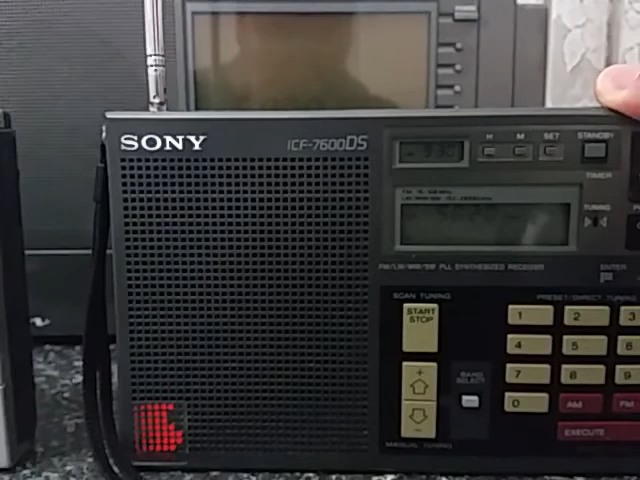 SONY
ICF-7600DS
H M SET STANDBY
TIMER
TUNING
FM/LW/MW/SW PLL SYNTHESIZED RECEIVER
ENTER
SCAN TUNING
PRESET/DIRECT TUNING
START
STOP
1 2 3
4 5 6
+
BAND
SELECT
7 8 9
0 AM FM
-
EXECUTE
MANUAL TUNING